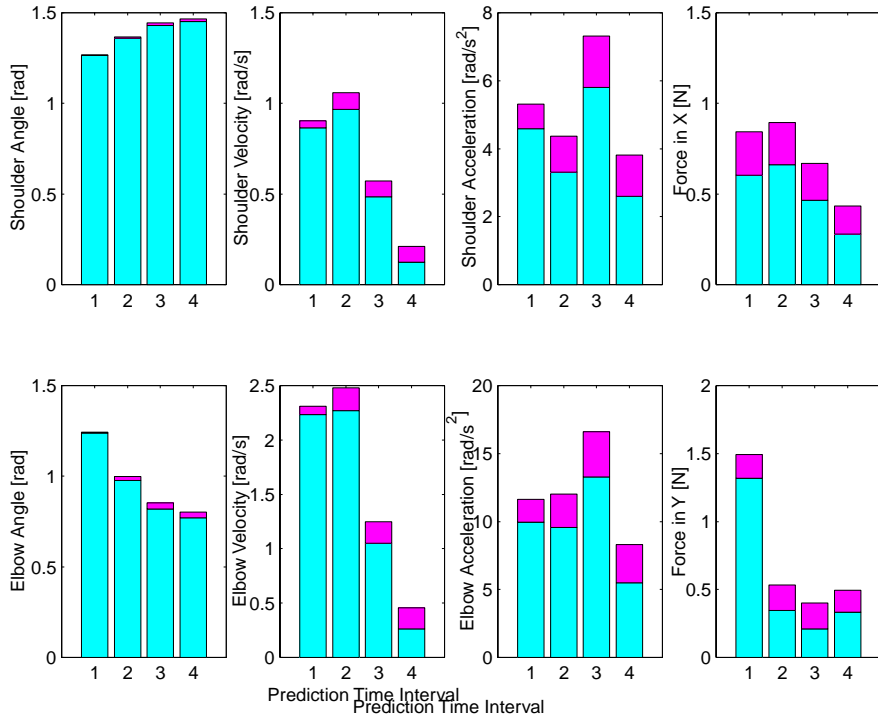 1.5
1
0.5
0
Shoulder Angle [rad]
1 2 3 4
1.5
1
0.5
0
Shoulder Velocity [rad/s]
1 2 3 4
8
6
4
2
0
Shoulder Acceleration [rad/s²]
1 2 3 4
1.5
1
0.5
0
Force in X [N]
1 2 3 4
1.5
1
0.5
0
Elbow Angle [rad]
1 2 3 4
2.5
2
1.5
1
0.5
0
Elbow Velocity [rad/s]
1 2 3 4
20
15
10
5
0
Elbow Acceleration [rad/s²]
1 2 3 4
2
1.5
1
0.5
0
Force in Y [N]
1 2 3 4
Prediction Time Interval
Prediction Time Interval